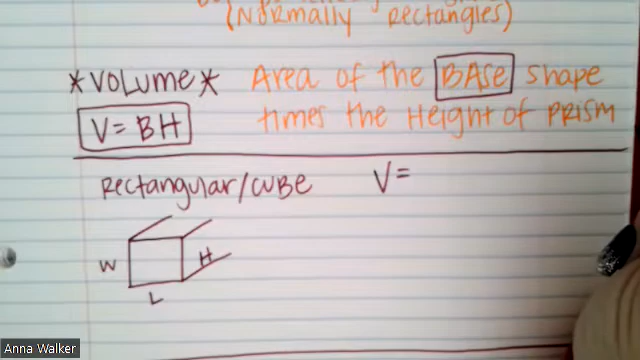 (Normally Rectangles)
*VOLUME* Area of the BASE shape
V = BH times the Height of PRISM
Rectangular/CUBE V =
W H
L
Anna Walker